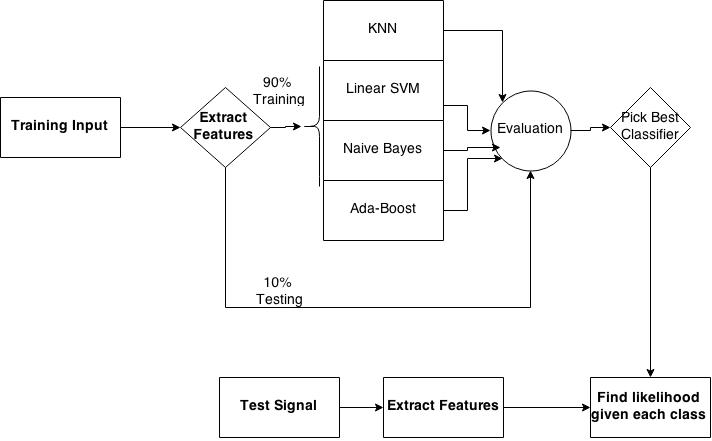 KNN
90%
Training
Linear SVM
Training Input
Extract
Features
Evaluation
Pick Best
Classifier
Naive Bayes
Ada-Boost
10%
Testing
Test Signal
Extract Features
Find likelihood
given each class